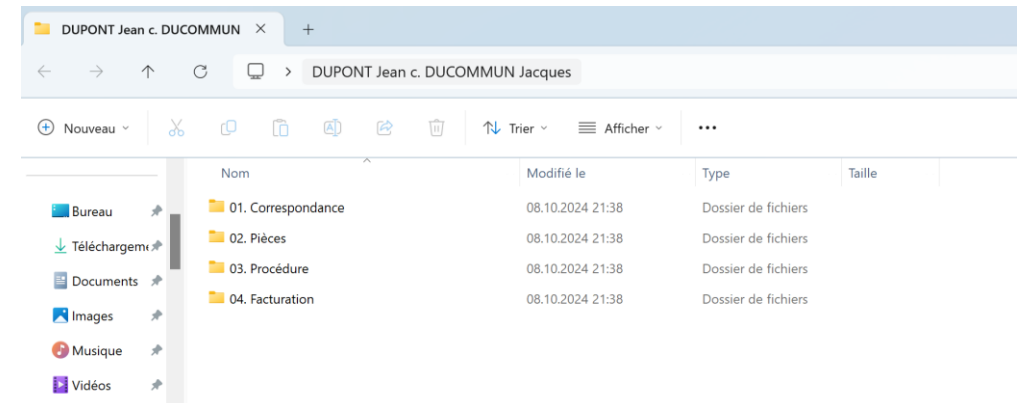 DUPONT Jean c. DUCOMMUN
DUPONT Jean c. DUCOMMUN Jacques
Nouveau Trier Afficher
Nom Modifié le Type Taille
Bureau 01. Correspondance 08.10.2024 21:38 Dossier de fichiers
Téléchargeme 02. Pièces 08.10.2024 21:38 Dossier de fichiers
Documents 03. Procédure 08.10.2024 21:38 Dossier de fichiers
Images 04. Facturation 08.10.2024 21:38 Dossier de fichiers
Musique
Vidéos